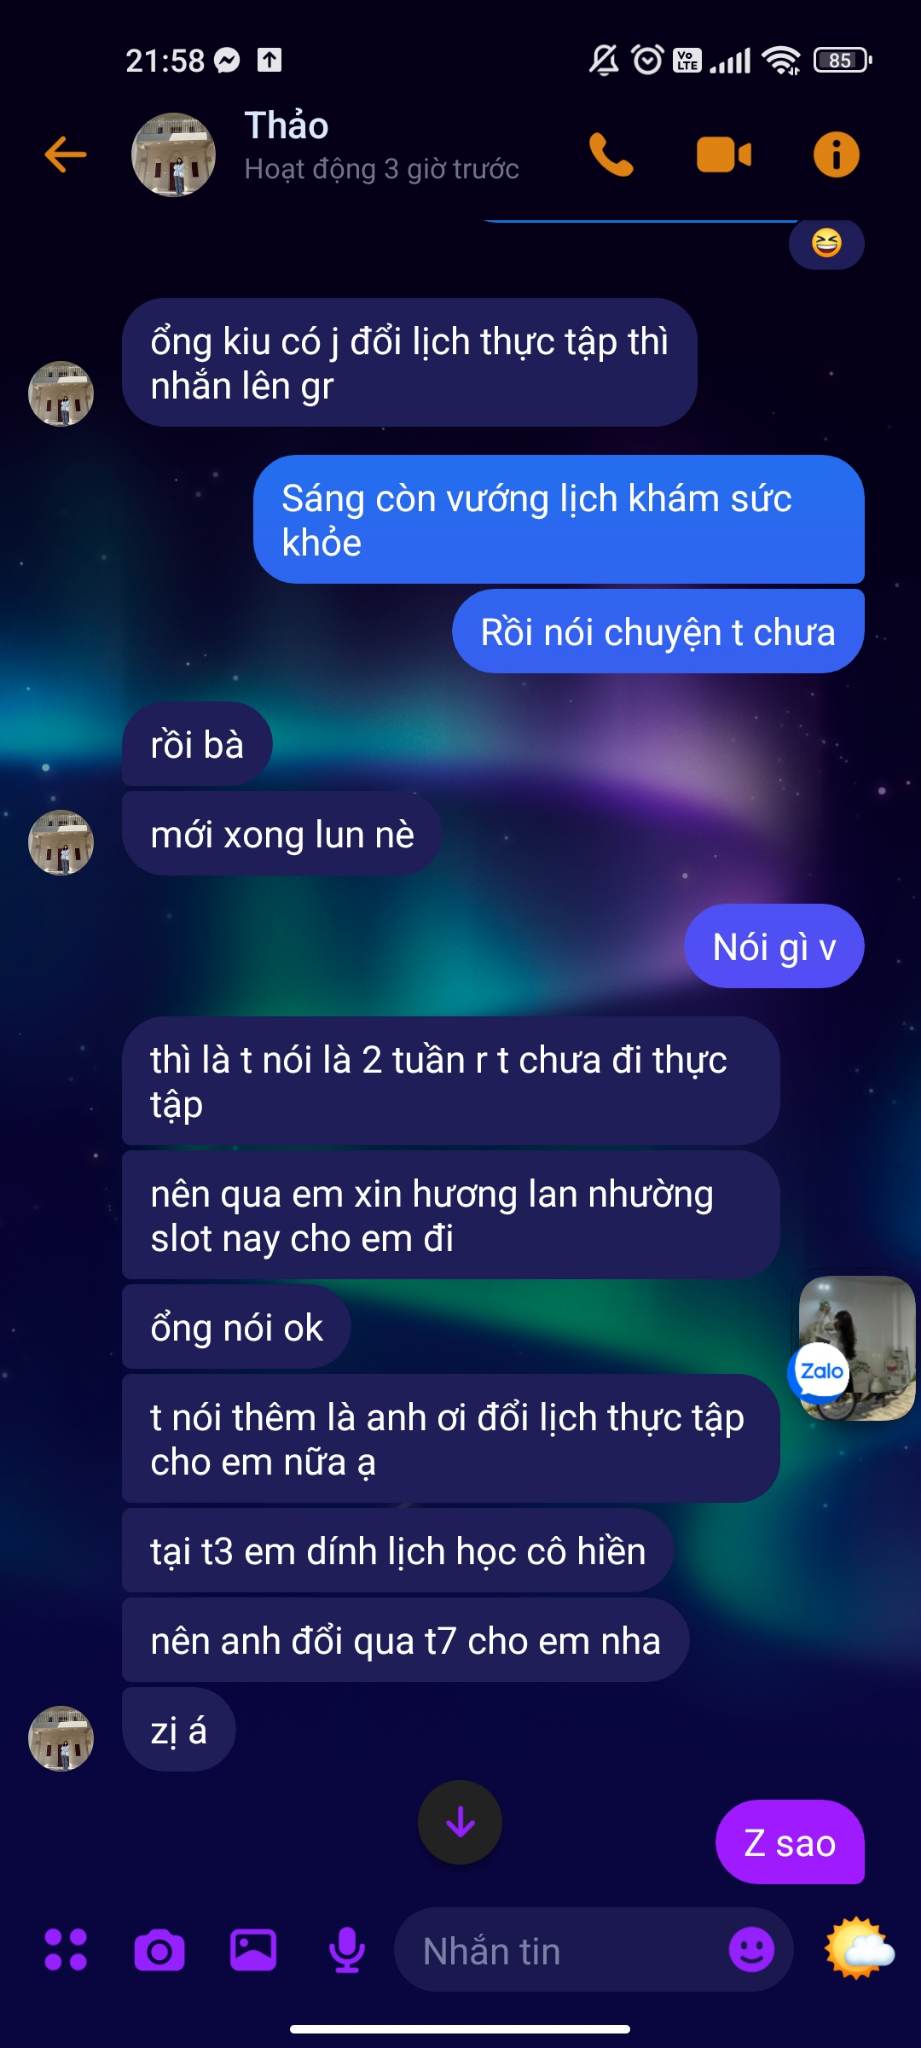 21:58
Vo
LTE
85
Thảo
Hoạt động 3 giờ trước
ổng kiu có j đổi lịch thực tập thì
nhắn lên gr
Sáng còn vướng lịch khám sức
khỏe
Rồi nói chuyện t chưa
rồi bà
mới xong lun nè
Nói gì v
thì là t nói là 2 tuần r t chưa đi thực
tập
nên qua em xin hương lan nhường
slot nay cho em đi
ổng nói ok
Zalo
t nói thêm là anh ơi đổi lịch thực tập
cho em nữa ạ
tại t3 em dính lịch học cô hiền
nên anh đổi qua t7 cho em nha
zị á
Z sao
Nhắn tin